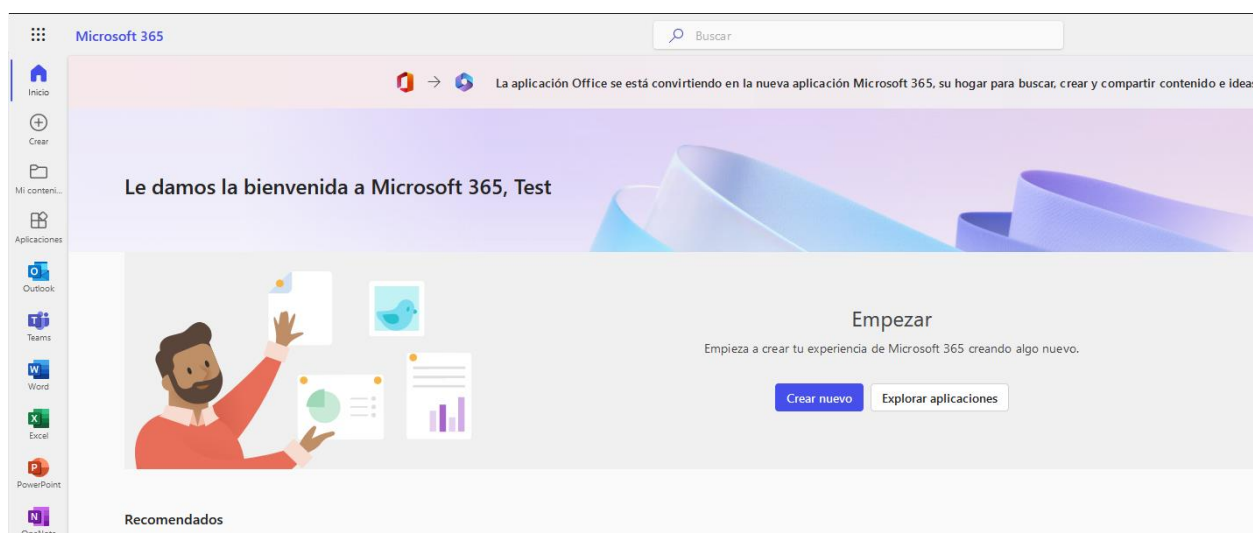 Microsoft 365
Buscar
Inicio
La aplicación Office se está convirtiendo en la nueva aplicación Microsoft 365, su hogar para buscar, crear y compartir contenido e ideas
Crear
Mi conteni...
Le damos la bienvenida a Microsoft 365, Test
Aplicaciones
Outlook
Teams
Word
Excel
PowerPoint
OneNote
Empezar
Empieza a crear tu experiencia de Microsoft 365 creando algo nuevo.
Crear nuevo
Explorar aplicaciones
Recomendados